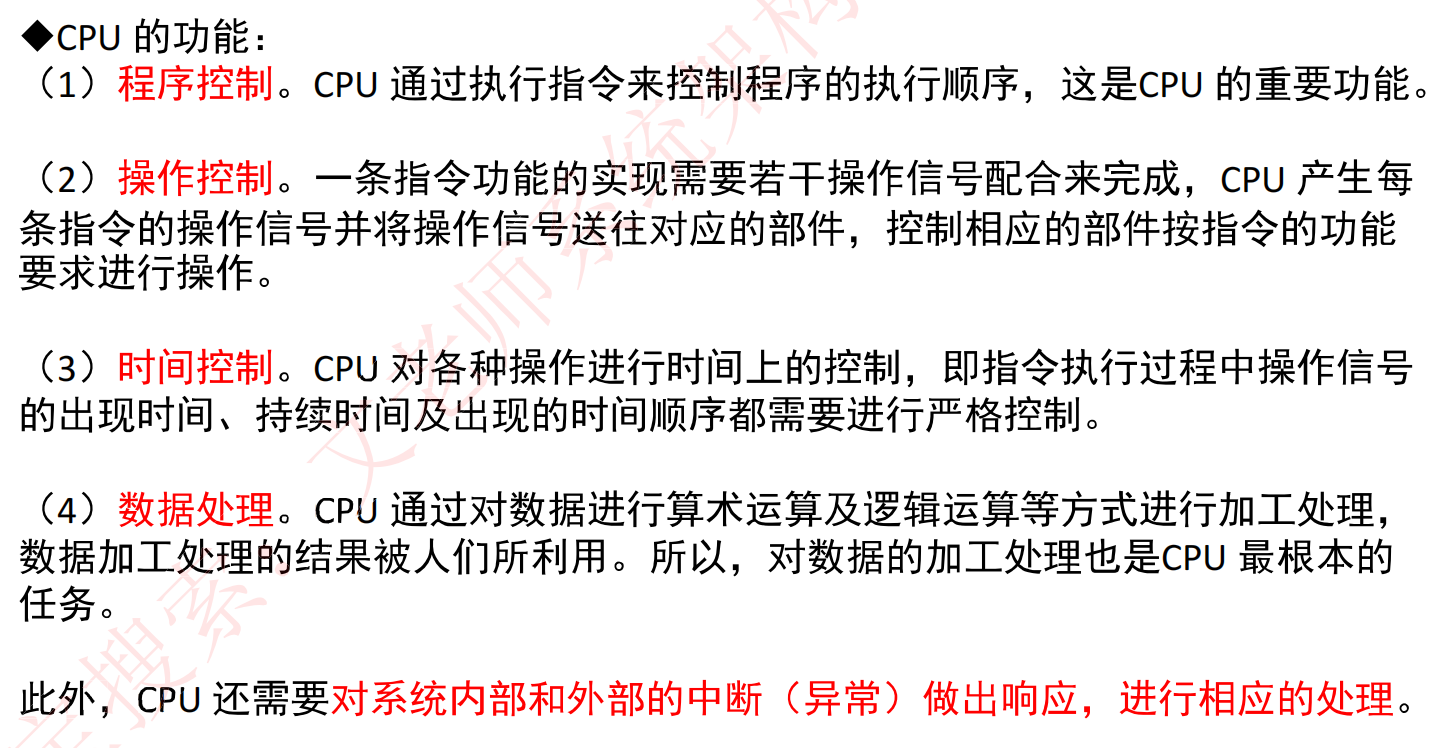 ◆CPU 的功能：
（1）程序控制。CPU 通过执行指令来控制程序的执行顺序，这是CPU 的重要功能。
（2）操作控制。一条指令功能的实现需要若干操作信号配合来完成，CPU 产生每
条指令的操作信号并将操作信号送往对应的部件，控制相应的部件按指令的功能
要求进行操作。
（3）时间控制。CPU 对各种操作进行时间上的控制，即指令执行过程中操作信号
的出现时间、持续时间及出现的时间顺序都需要进行严格控制。
（4）数据处理。CPU 通过对数据进行算术运算及逻辑运算等方式进行加工处理，
数据加工处理的结果被人们所利用。所以，对数据的加工处理也是CPU 最根本的
任务。
此外，CPU 还需要对系统内部和外部的中断（异常）做出响应，进行相应的处理。
搜索：文老师系统架构